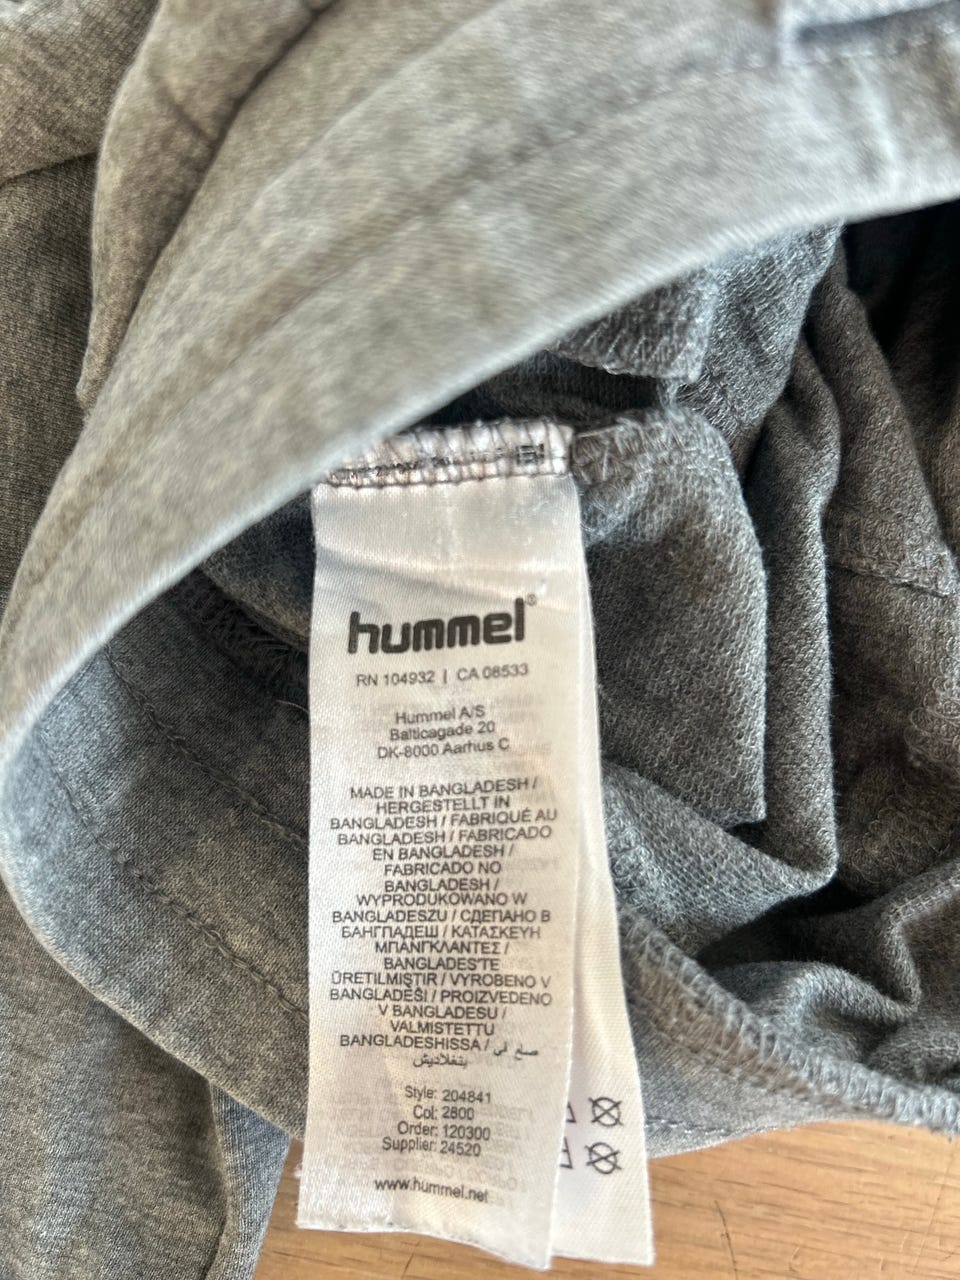 hummel®
RN 104932 | CA 08533
Hummel A/S
Balticagade 20
DK-8000 Aarhus C
MADE IN BANGLADESH /
HERGESTELLT IN
BANGLADESH / FABRIQUÉ AU
BANGLADESH / FABRICADO
EN BANGLADESH /
FABRICADO NO
BANGLADESH /
WYPRODUKOWANO W
BANGLADESZU / СДЕЛАНО В
БАНГЛАДЕШ / ΚΑΤΑΣΚΕΥΗ
ΜΠΑΝΓΚΛΑΝΤΕΣ /
BANGLADEŞ'TE
ÜRETILMIŞTIR / VYROBENO V
BANGLADÉŠI / PROIZVEDENO
V BANGLADEŠU /
VALMISTETTU
BANGLADESHISSA / صنع في
بنغلاديش
Style: 204841
Col: 2800
Order: 120300
Supplier: 24520
www.hummel.net